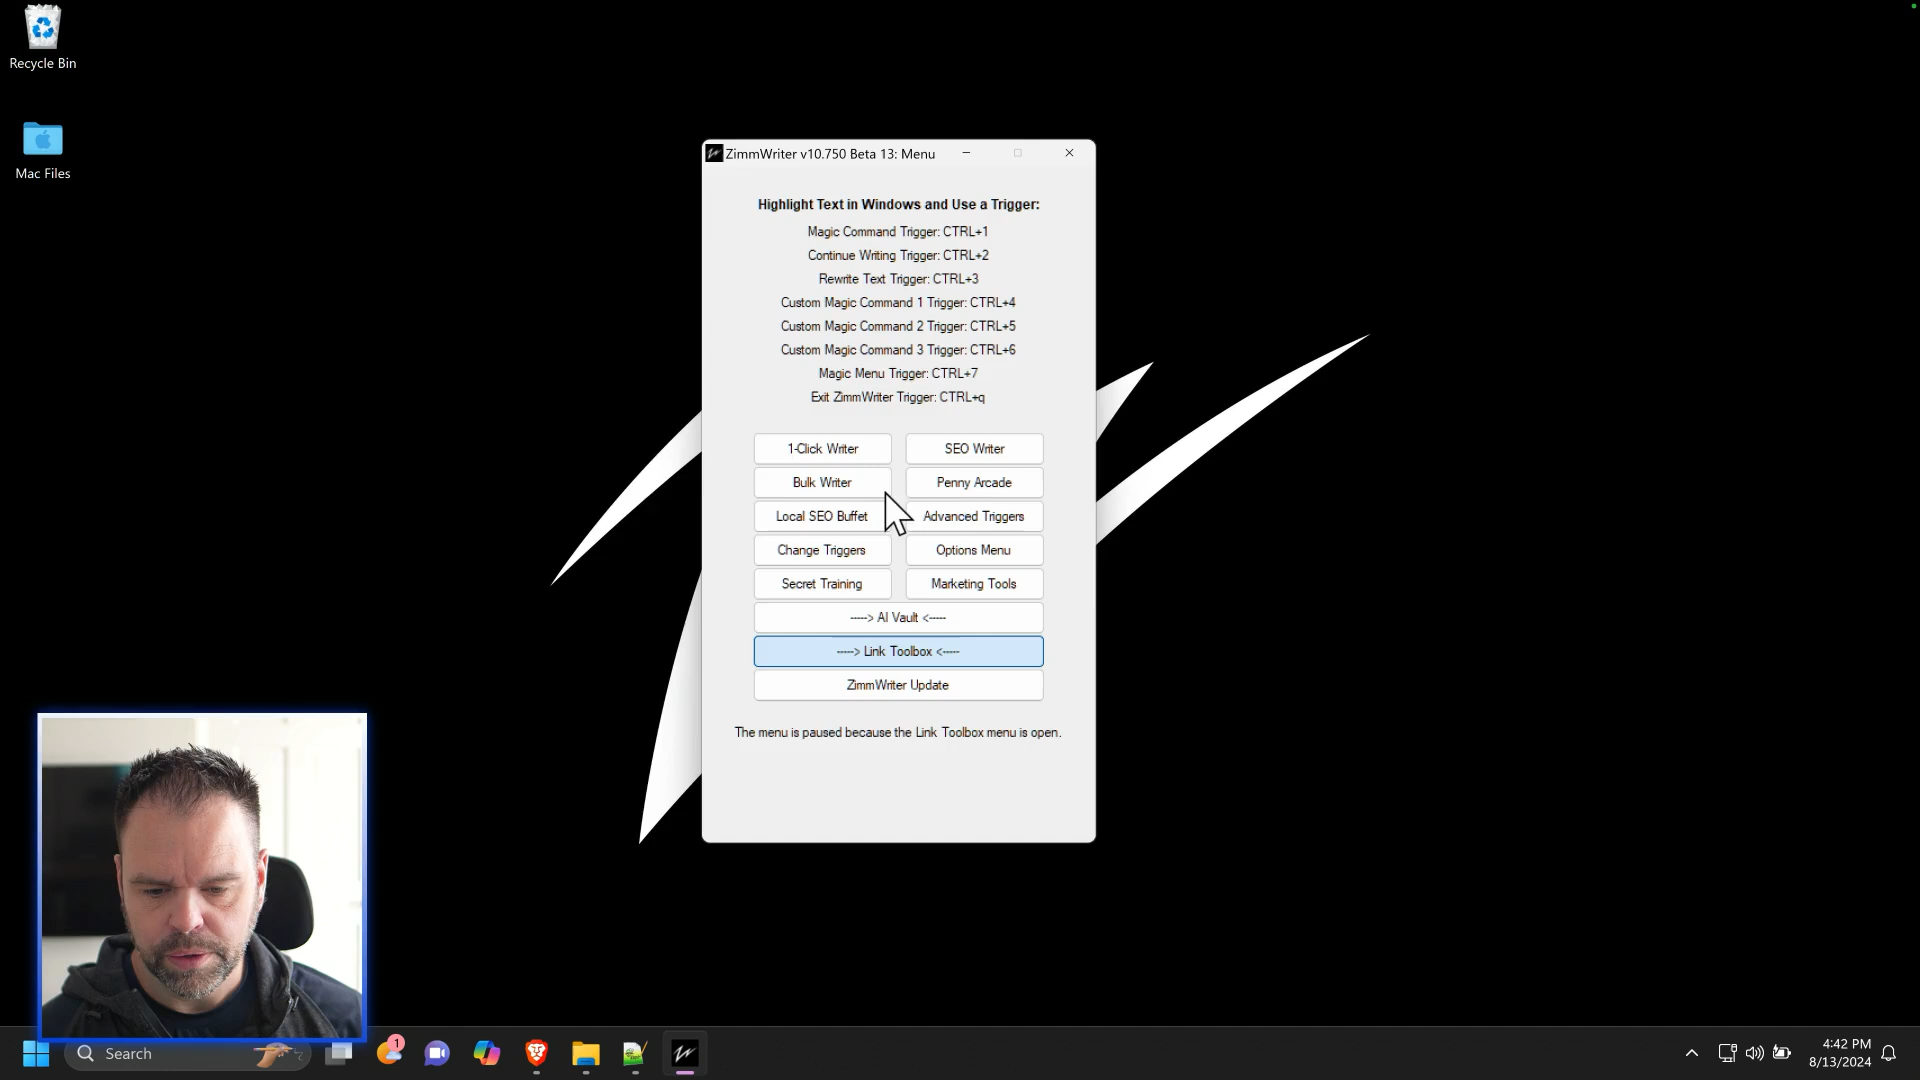 Recycle Bin
Mac Files
ZimmWriter v10.750 Beta 13: Menu
Highlight Text in Windows and Use a Trigger:
Magic Command Trigger: CTRL+1
Continue Writing Trigger: CTRL+2
Rewrite Text Trigger: CTRL+3
Custom Magic Command 1 Trigger: CTRL+4
Custom Magic Command 2 Trigger: CTRL+5
Custom Magic Command 3 Trigger: CTRL+6
Magic Menu Trigger: CTRL+7
Exit ZimmWriter Trigger: CTRL+q
1-Click Writer SEO Writer
Bulk Writer Penny Arcade
Local SEO Buffet Advanced Triggers
Change Triggers Options Menu
Secret Training Marketing Tools
-----> AI Vault <-----
-----> Link Toolbox <-----
ZimmWriter Update
The menu is paused because the Link Toolbox menu is open.
Search
1
4:42 PM
8/13/2024